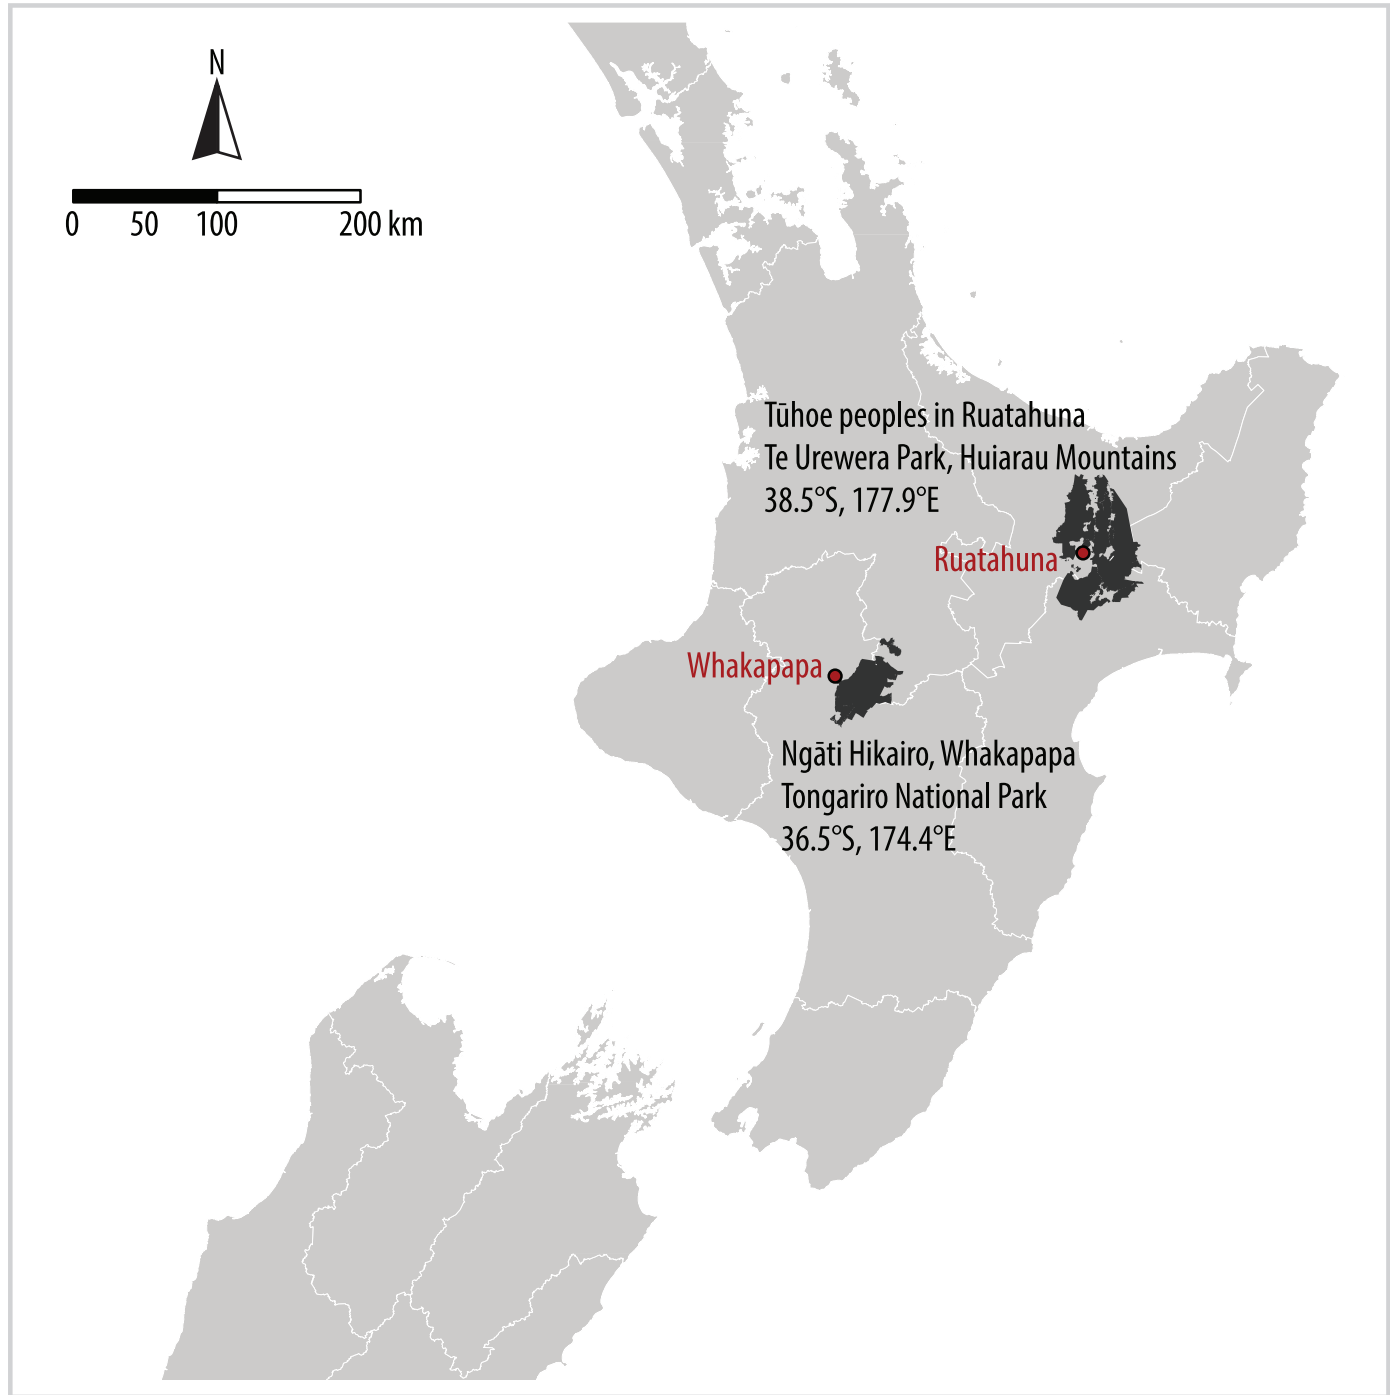 N
0 50 100 200 km
Tūhoe peoples in Ruatahuna
Te Urewera Park, Huiarau Mountains
38.5°S, 177.9°E
Ruatahuna
Whakapapa
Ngāti Hikairo, Whakapapa
Tongariro National Park
36.5°S, 174.4°E